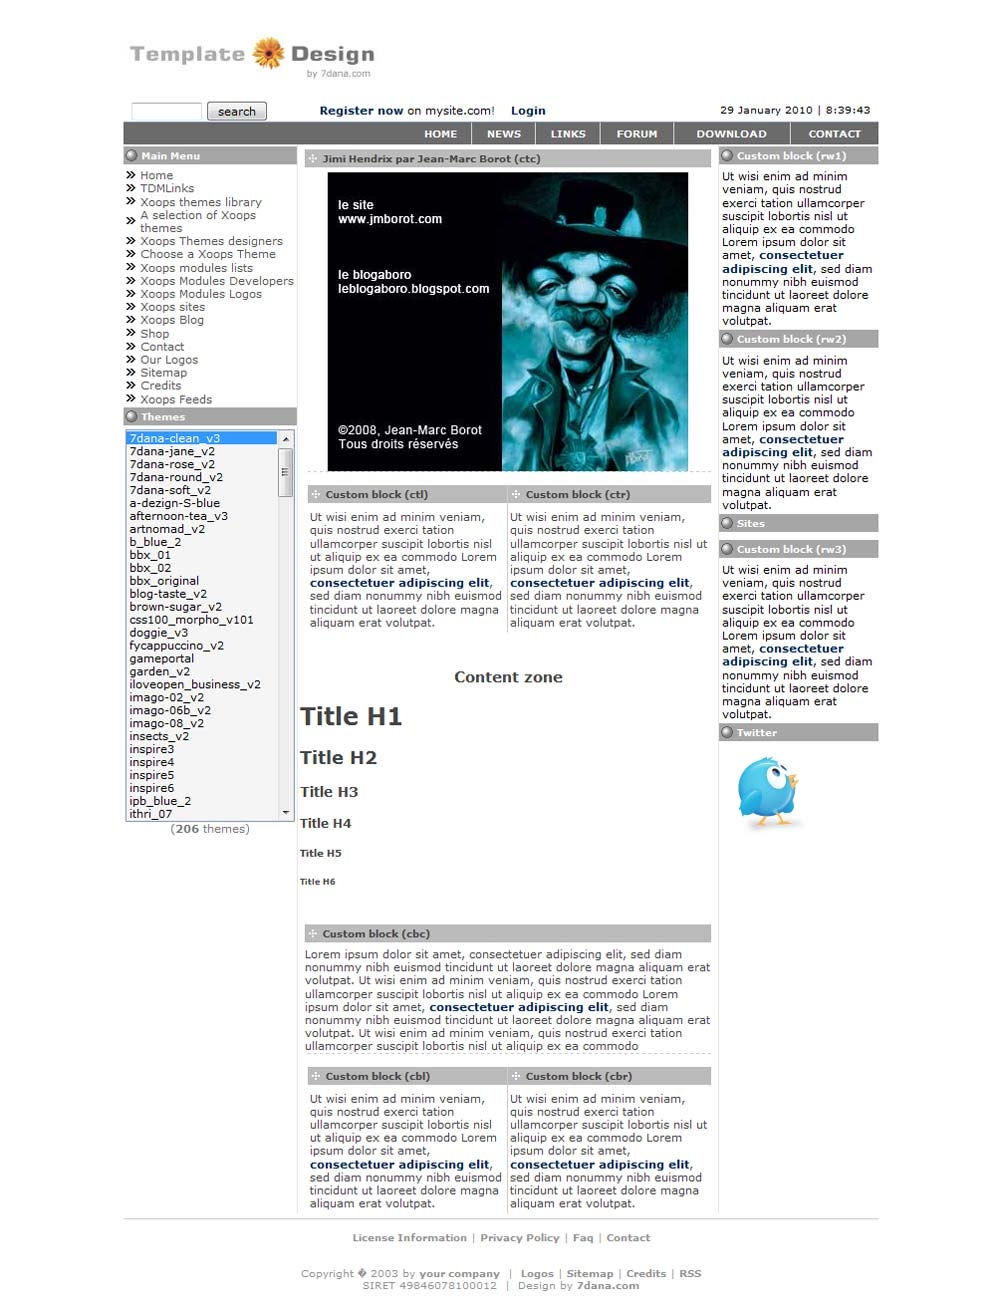 Template Design
by 7dana.com
search
Register now on mysite.com! Login
29 January 2010 | 8:39:43
HOME NEWS LINKS FORUM DOWNLOAD CONTACT
Main Menu
Home
TDMLinks
Xoops themes library
A selection of Xoops
themes
Xoops Themes designers
Choose a Xoops Theme
Xoops modules lists
Xoops Modules Developers
Xoops Modules Logos
Xoops sites
Xoops Blog
Shop
Contact
Our Logos
Sitemap
Credits
Xoops Feeds
Themes
7dana-clean_v3
7dana-jane_v2
7dana-rose_v2
7dana-round_v2
7dana-soft_v2
a-dezign-S-blue
afternoon-tea_v3
artnomad_v2
b_blue_2
bbx_01
bbx_02
bbx_original
blog-taste_v2
brown-sugar_v2
css100_morpho_v101
doggie_v3
fycappuccino_v2
gameportal
garden_v2
iloveopen_business_v2
imago-02_v2
imago-06b_v2
imago-08_v2
insects_v2
inspire3
inspire4
inspire5
inspire6
ipb_blue_2
ithri_07
(206 themes)
Jimi Hendrix par Jean-Marc Borot (ctc)
le site
www.jmborot.com
le blogaboro
leblogaboro.blogspot.com
©2008, Jean-Marc Borot
Tous droits réservés
Custom block (ctl)
Ut wisi enim ad minim veniam,
quis nostrud exerci tation
ullamcorper suscipit lobortis nisl
ut aliquip ex ea commodo Lorem
ipsum dolor sit amet,
consectetuer adipiscing elit,
sed diam nonummy nibh euismod
tincidunt ut laoreet dolore magna
aliquam erat volutpat.
Custom block (ctr)
Ut wisi enim ad minim veniam,
quis nostrud exerci tation
ullamcorper suscipit lobortis nisl ut
aliquip ex ea commodo Lorem
ipsum dolor sit amet,
consectetuer adipiscing elit,
sed diam nonummy nibh euismod
tincidunt ut laoreet dolore magna
aliquam erat volutpat.
Content zone
Title H1
Title H2
Title H3
Title H4
Title H5
Title H6
Custom block (cbc)
Lorem ipsum dolor sit amet, consectetuer adipiscing elit, sed diam
nonummy nibh euismod tincidunt ut laoreet dolore magna aliquam erat
volutpat. Ut wisi enim ad minim veniam, quis nostrud exerci tation
ullamcorper suscipit lobortis nisl ut aliquip ex ea commodo Lorem
ipsum dolor sit amet, consectetuer adipiscing elit, sed diam
nonummy nibh euismod tincidunt ut laoreet dolore magna aliquam erat
volutpat. Ut wisi enim ad minim veniam, quis nostrud exerci tation
ullamcorper suscipit lobortis nisl ut aliquip ex ea commodo
Custom block (cbl)
Ut wisi enim ad minim veniam,
quis nostrud exerci tation
ullamcorper suscipit lobortis nisl
ut aliquip ex ea commodo Lorem
ipsum dolor sit amet,
consectetuer adipiscing elit,
sed diam nonummy nibh euismod
tincidunt ut laoreet dolore magna
aliquam erat volutpat.
Custom block (cbr)
Ut wisi enim ad minim veniam,
quis nostrud exerci tation
ullamcorper suscipit lobortis nisl ut
aliquip ex ea commodo Lorem
ipsum dolor sit amet,
consectetuer adipiscing elit,
sed diam nonummy nibh euismod
tincidunt ut laoreet dolore magna
aliquam erat volutpat.
Custom block (rw1)
Ut wisi enim ad minim
veniam, quis nostrud
exerci tation ullamcorper
suscipit lobortis nisl ut
aliquip ex ea commodo
Lorem ipsum dolor sit
amet, consectetuer
adipiscing elit, sed diam
nonummy nibh euismod
tincidunt ut laoreet dolore
magna aliquam erat
volutpat.
Custom block (rw2)
Ut wisi enim ad minim
veniam, quis nostrud
exerci tation ullamcorper
suscipit lobortis nisl ut
aliquip ex ea commodo
Lorem ipsum dolor sit
amet, consectetuer
adipiscing elit, sed diam
nonummy nibh euismod
tincidunt ut laoreet dolore
magna aliquam erat
volutpat.
Sites
Custom block (rw3)
Ut wisi enim ad minim
veniam, quis nostrud
exerci tation ullamcorper
suscipit lobortis nisl ut
aliquip ex ea commodo
Lorem ipsum dolor sit
amet, consectetuer
adipiscing elit, sed diam
nonummy nibh euismod
tincidunt ut laoreet dolore
magna aliquam erat
volutpat.
Twitter
License Information | Privacy Policy | Faq | Contact
Copyright � 2003 by your company | Logos | Sitemap | Credits | RSS
SIRET 49846078100012 | Design by 7dana.com